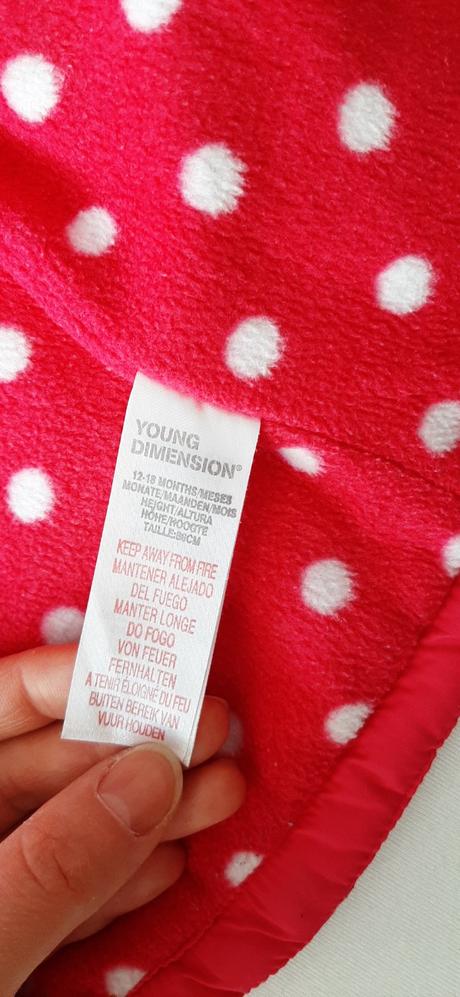 YOUNG
DIMENSION®
12-18 MONTHS/MESES
MONATE/MAANDEN/MOIS
HEIGHT/ALTURA
HÖHE/HOOGTE
TAILLE:86CM
KEEP AWAY FROM FIRE
MANTENER ALEJADO
DEL FUEGO
MANTER LONGE
DO FOGO
VON FEUER
FERNHALTEN
A TENIR ÉLOIGNÉ DU FEU
BUITEN BEREIK VAN
VUUR HOUDEN